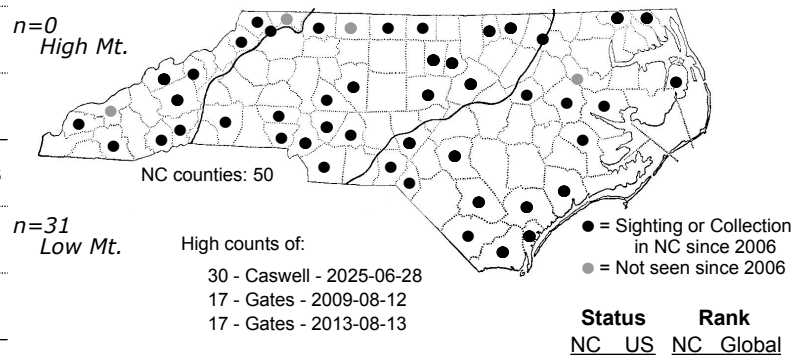 n=0
High Mt.
NC counties: 50
n=31
Low Mt.
High counts of:
30 - Caswell - 2025-06-28
17 - Gates - 2009-08-12
17 - Gates - 2013-08-13
= Sighting or Collection
in NC since 2006
= Not seen since 2006
Status Rank
NC US NC Global